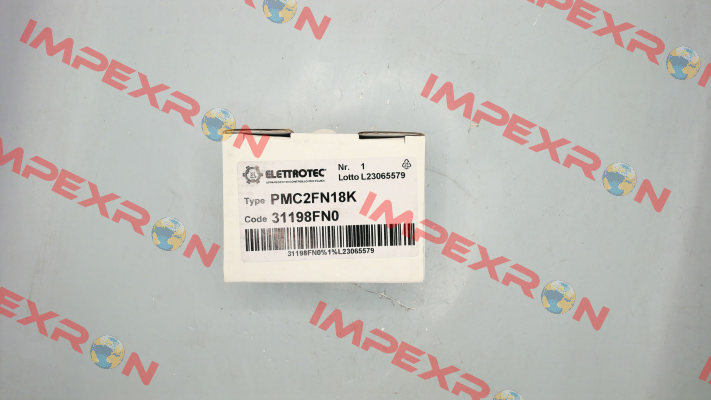 ELETTROTEC
Nr. 1
Lotto L23065579
Type PMC2FN18K
Code 31198FN0
31198FN0%1%L23065579
IMPEXRON
IMPEXRON
IMPEXRON
IMPEXRON
IMPEXRON
IMPEXRON
IMPEXRON